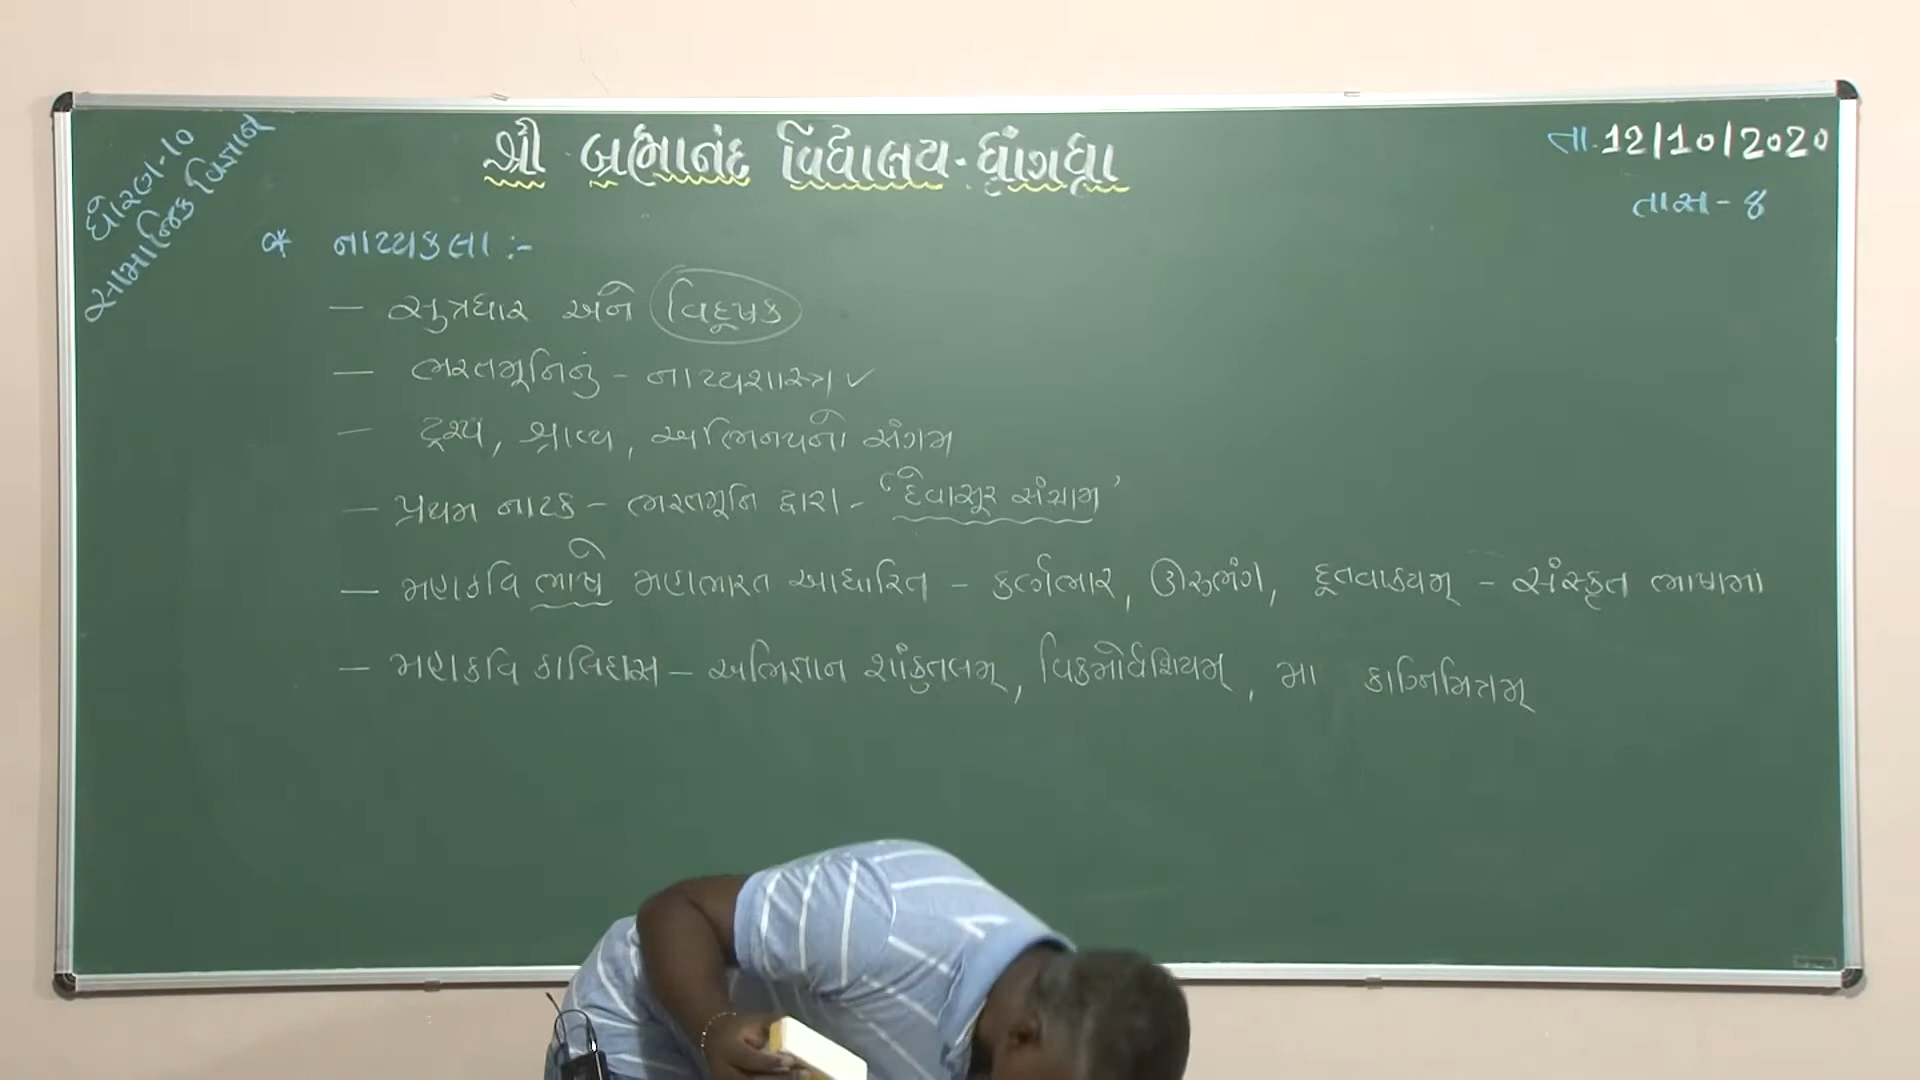 ધોરણ-10
સામાજિક વિજ્ઞાન
શ્રી બ્રહ્માનંદ વિદ્યાલય - ધ્રાંગધ્રા
તા. 12/10/2020
તાસ - 8
* નાટ્યકલા :-
— સુત્રધાર અને વિદૂષક
— ભરતમૂનિનું - નાટ્યશાસ્ત્ર ✓
— દ્રશ્ય, શ્રાવ્ય, અભિનયનો સંગમ
— પ્રથમ નાટક - ભરતમૂનિ દ્વારા - 'દેવાસૂર સંગ્રામ'
— મહાકવિ ભાષે મહાભારત આધારિત - કર્ણભાર, ઊરુભંગ, દૂતવાક્યમ્ - સંસ્કૃત ભાષામાં
— મહાકવિ કાલિદાસ - અભિજ્ઞાન શાંકુતલમ્, વિક્રમોર્વશિયમ્, મા કાગ્નિમિત્રમ્